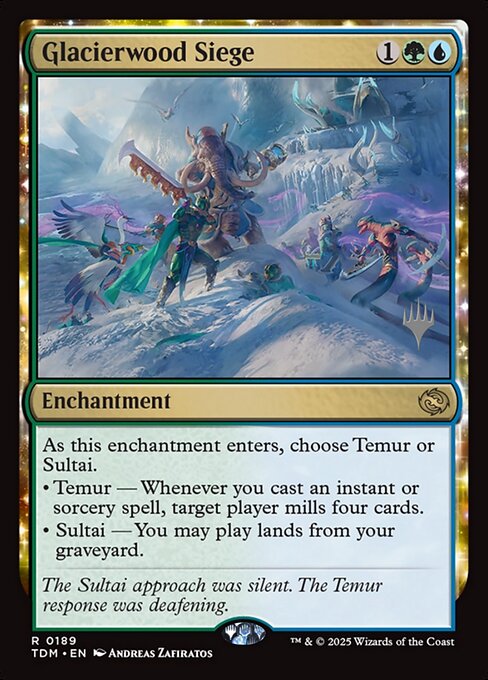 Glacierwood Siege 1
Enchantment
As this enchantment enters, choose Temur or
Sultai.
• Temur — Whenever you cast an instant or
sorcery spell, target player mills four cards.
• Sultai — You may play lands from your
graveyard.
The Sultai approach was silent. The Temur
response was deafening.
R 0189
™ & © 2025 Wizards of the Coast
TDM • EN ANDREAS ZAFIRATOS